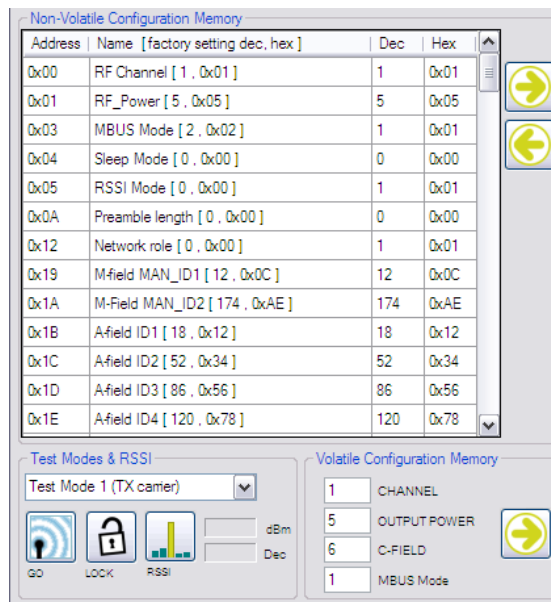 Non-Volatile Configuration Memory
Address Name [factory setting dec, hex ] Dec Hex
0x00 RF Channel [ 1 , 0x01 ] 1 0x01
0x01 RF_Power [ 5 , 0x05 ] 5 0x05
0x03 MBUS Mode [ 2 , 0x02 ] 1 0x01
0x04 Sleep Mode [ 0 , 0x00 ] 0 0x00
0x05 RSSI Mode [ 0 , 0x00 ] 1 0x01
0x0A Preamble length [ 0 , 0x00 ] 0 0x00
0x12 Network role [ 0 , 0x00 ] 1 0x01
0x19 M-field MAN_ID1 [ 12 , 0x0C ] 12 0x0C
0x1A M-Field MAN_ID2 [ 174 , 0xAE ] 174 0xAE
0x1B A-field ID1 [ 18 , 0x12 ] 18 0x12
0x1C A-field ID2 [ 52 , 0x34 ] 52 0x34
0x1D A-field ID3 [ 86 , 0x56 ] 86 0x56
0x1E A-field ID4 [ 120 , 0x78 ] 120 0x78
Test Modes & RSSI
Test Mode 1 (TX carrier)
dBm
Dec
GO LOCK RSSI
Volatile Configuration Memory
1 CHANNEL
5 OUTPUT POWER
6 C-FIELD
1 MBUS Mode